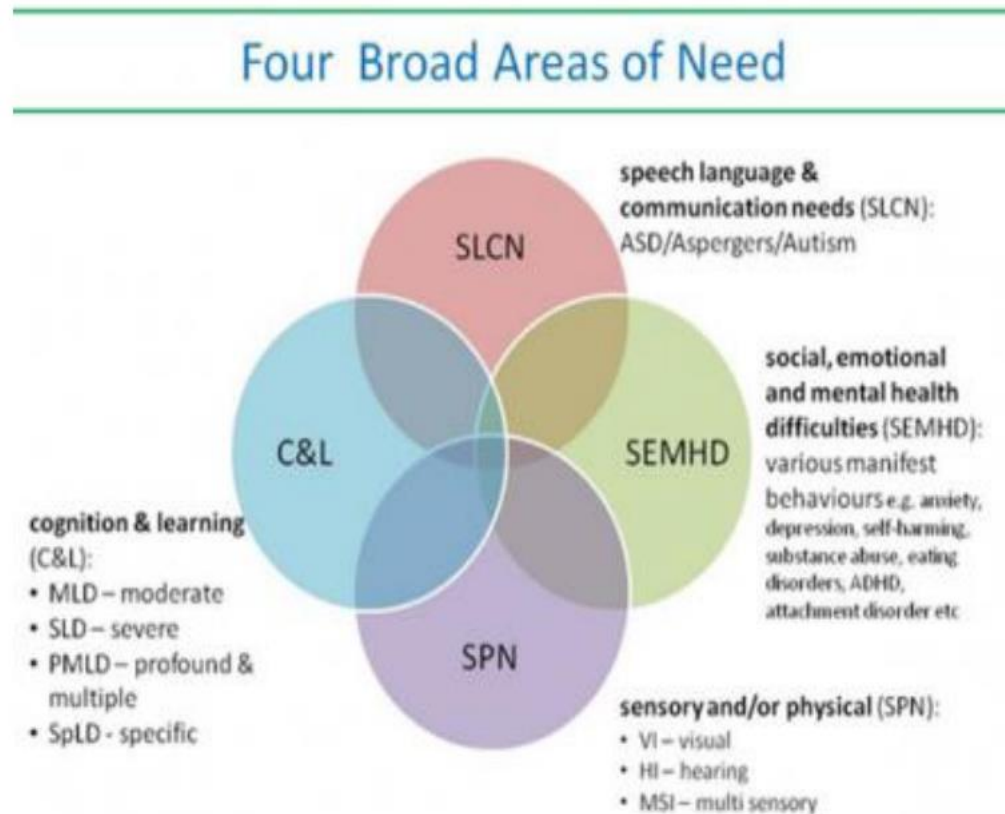 Four Broad Areas of Need
SLCN
speech language &
communication needs (SLCN):
ASD/Aspergers/Autism
C&L
SEMHD
social, emotional
and mental health
difficulties (SEMHD):
various manifest
behaviours e.g. anxiety,
depression, self-harming,
substance abuse, eating
disorders, ADHD,
attachment disorder etc
cognition & learning
(C&L):
• MLD – moderate
• SLD – severe
• PMLD – profound &
multiple
• SpLD - specific
SPN
sensory and/or physical (SPN):
• VI – visual
• HI – hearing
• MSI – multi sensory